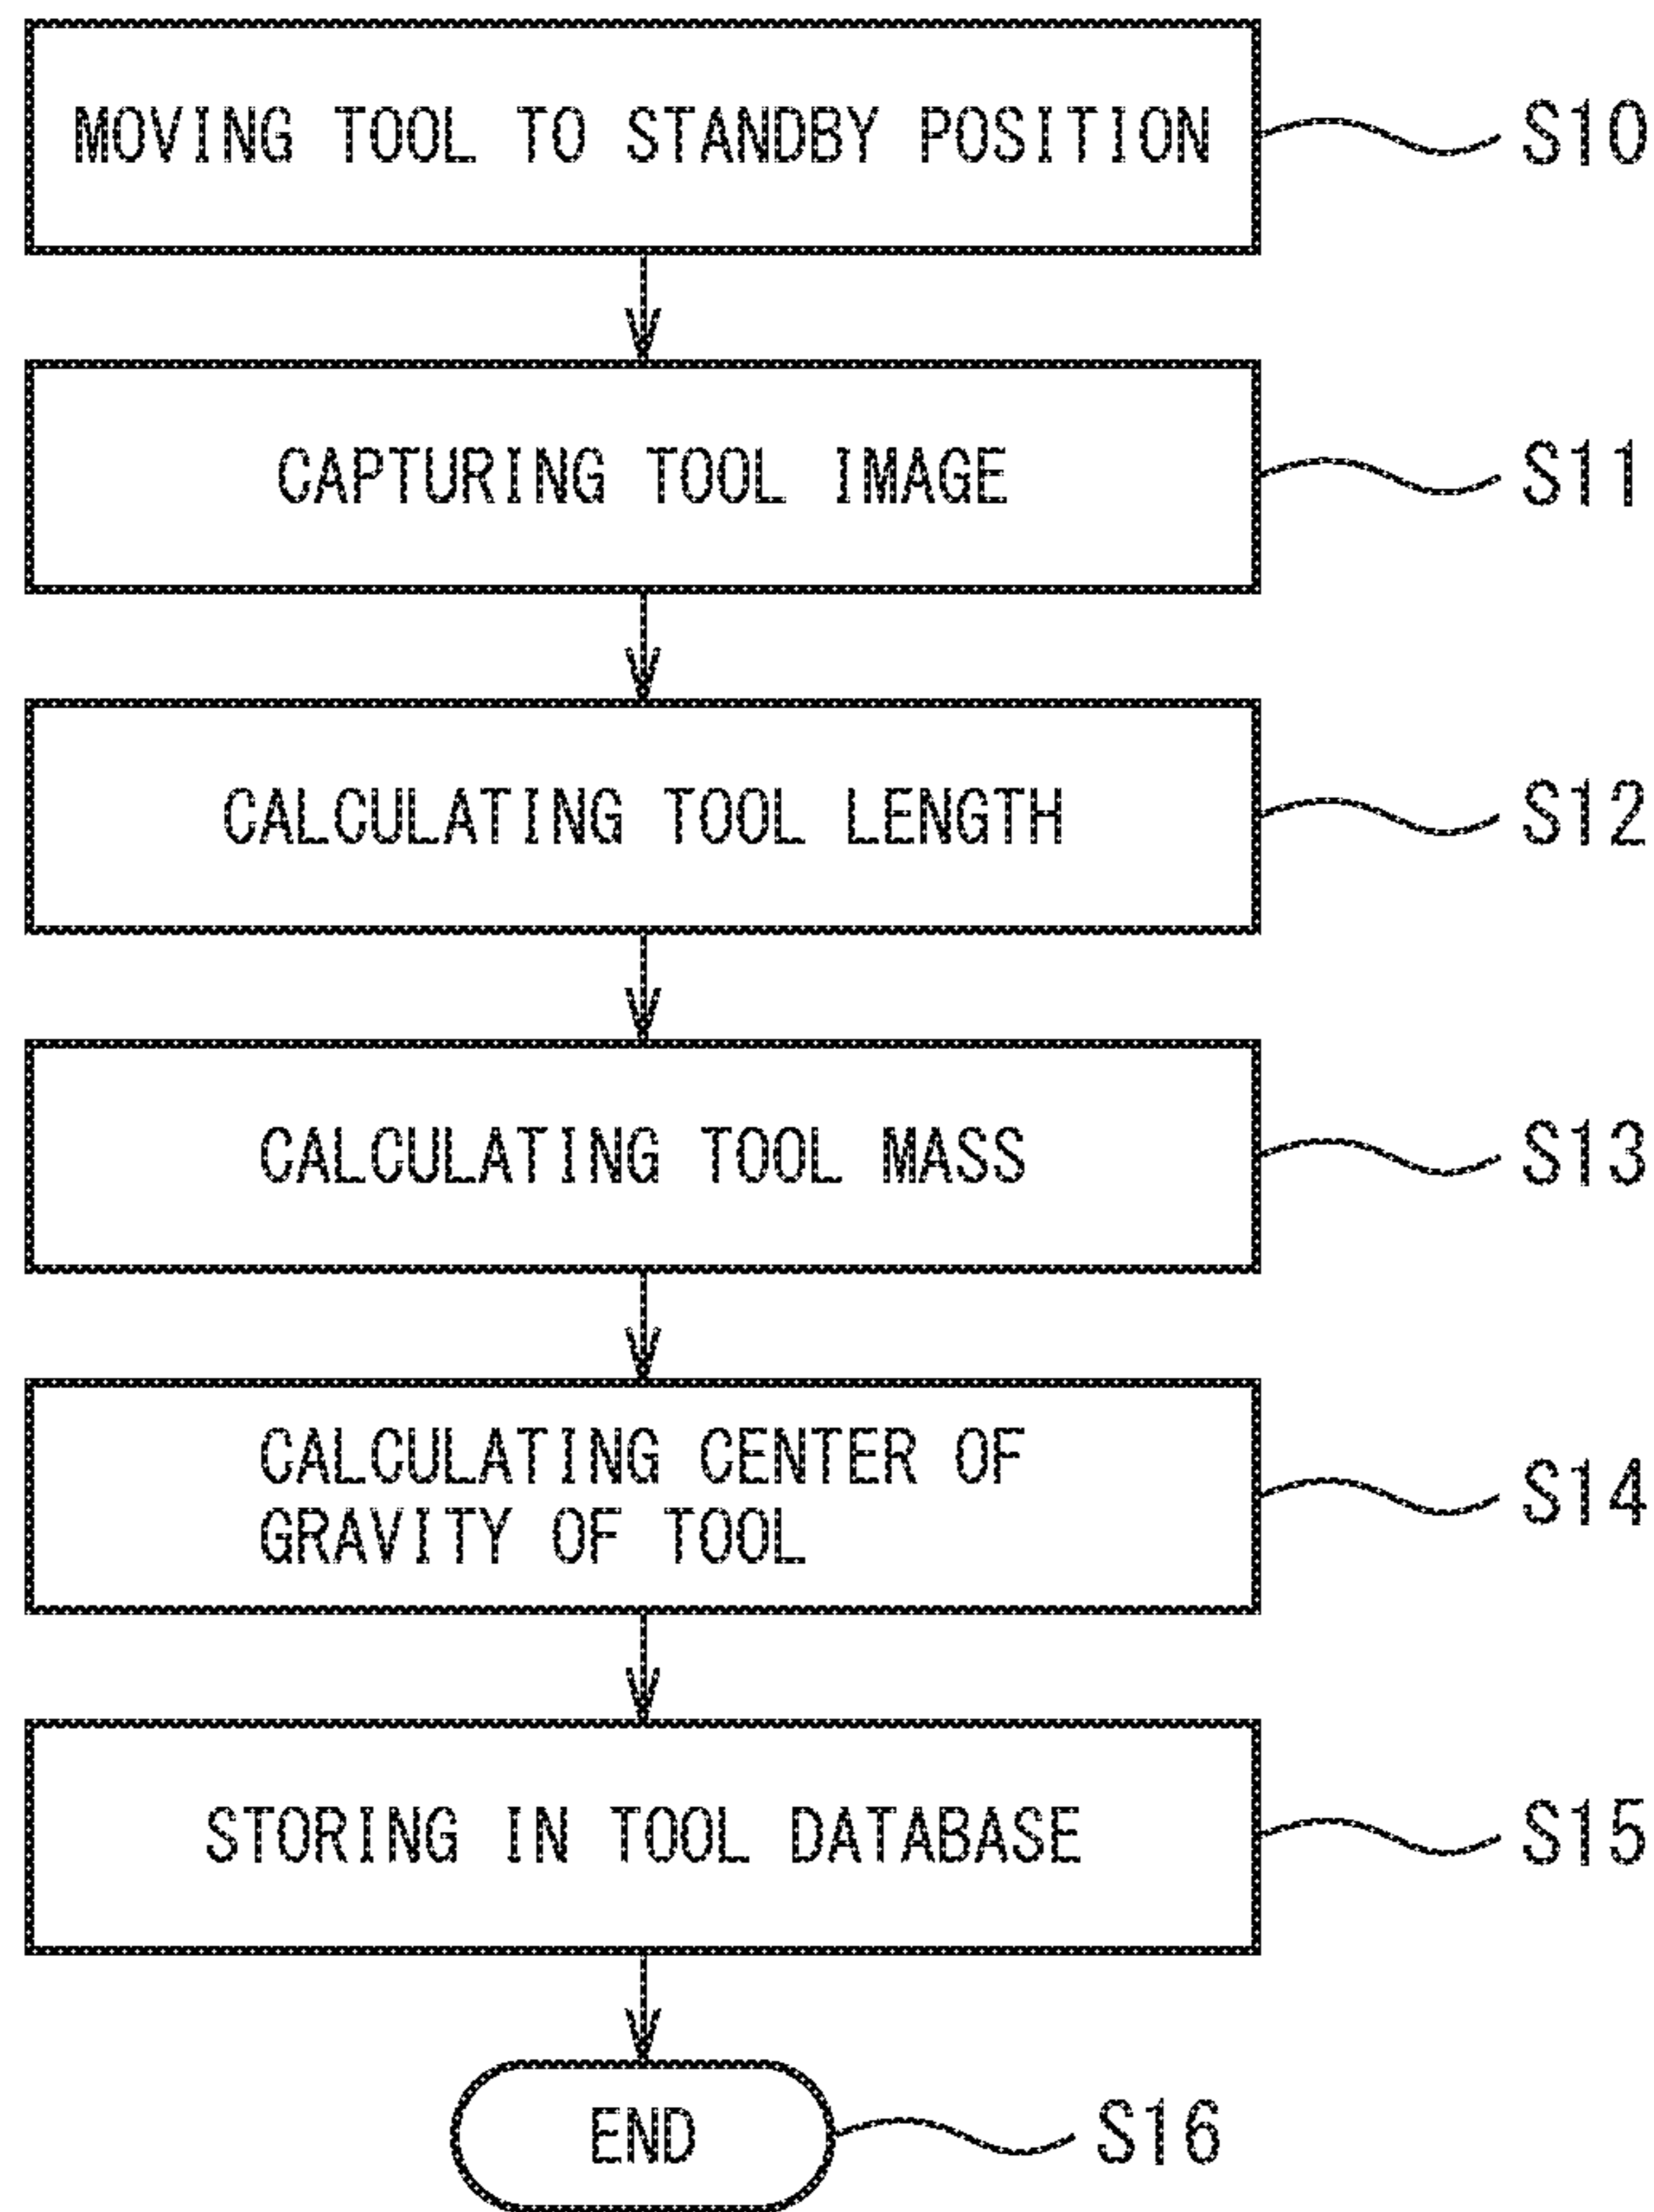 MOVING TOOL TO STANDBY POSITION
S10
CAPTURING TOOL IMAGE
S11
CALCULATING TOOL LENGTH
S12
CALCULATING TOOL MASS
S13
CALCULATING CENTER OF
GRAVITY OF TOOL
S14
STORING IN TOOL DATABASE
S15
END
S16